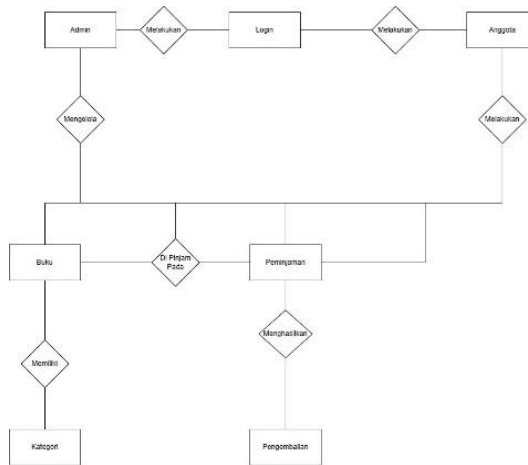 Admin
Melakukan
Login
Melakukan
Anggota
Mengelola
Melakukan
Buku
Di Pinjam
Pada
Peminjaman
Menghasilkan
Memiliki
Kategori
Pengembalian